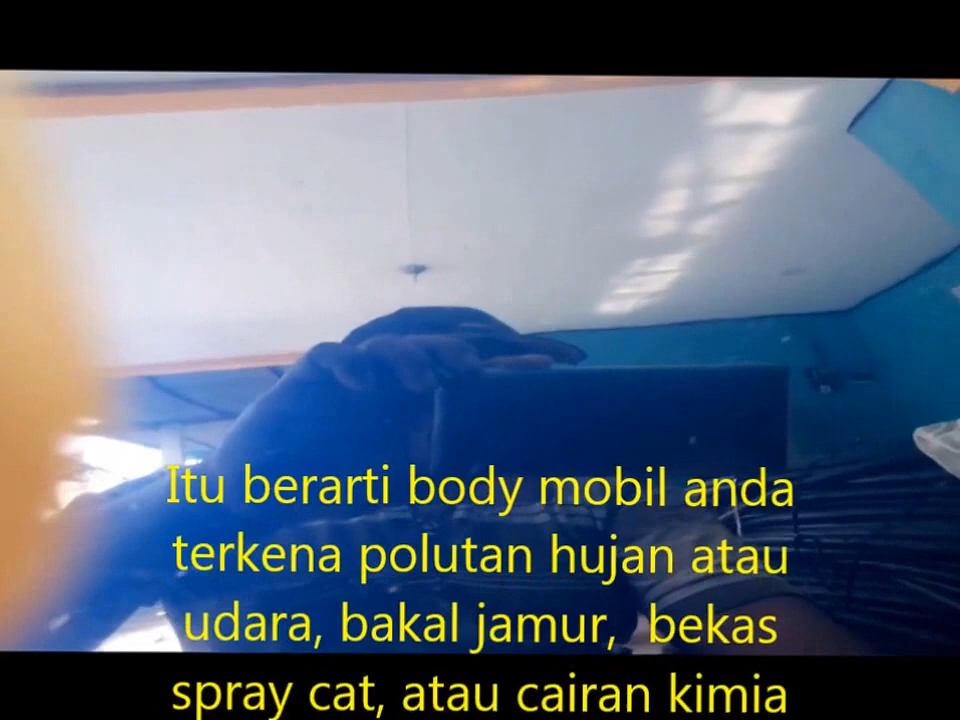 Itu berarti body mobil anda
terkena polutan hujan atau
udara, bakal jamur,  bekas
spray cat, atau cairan kimia